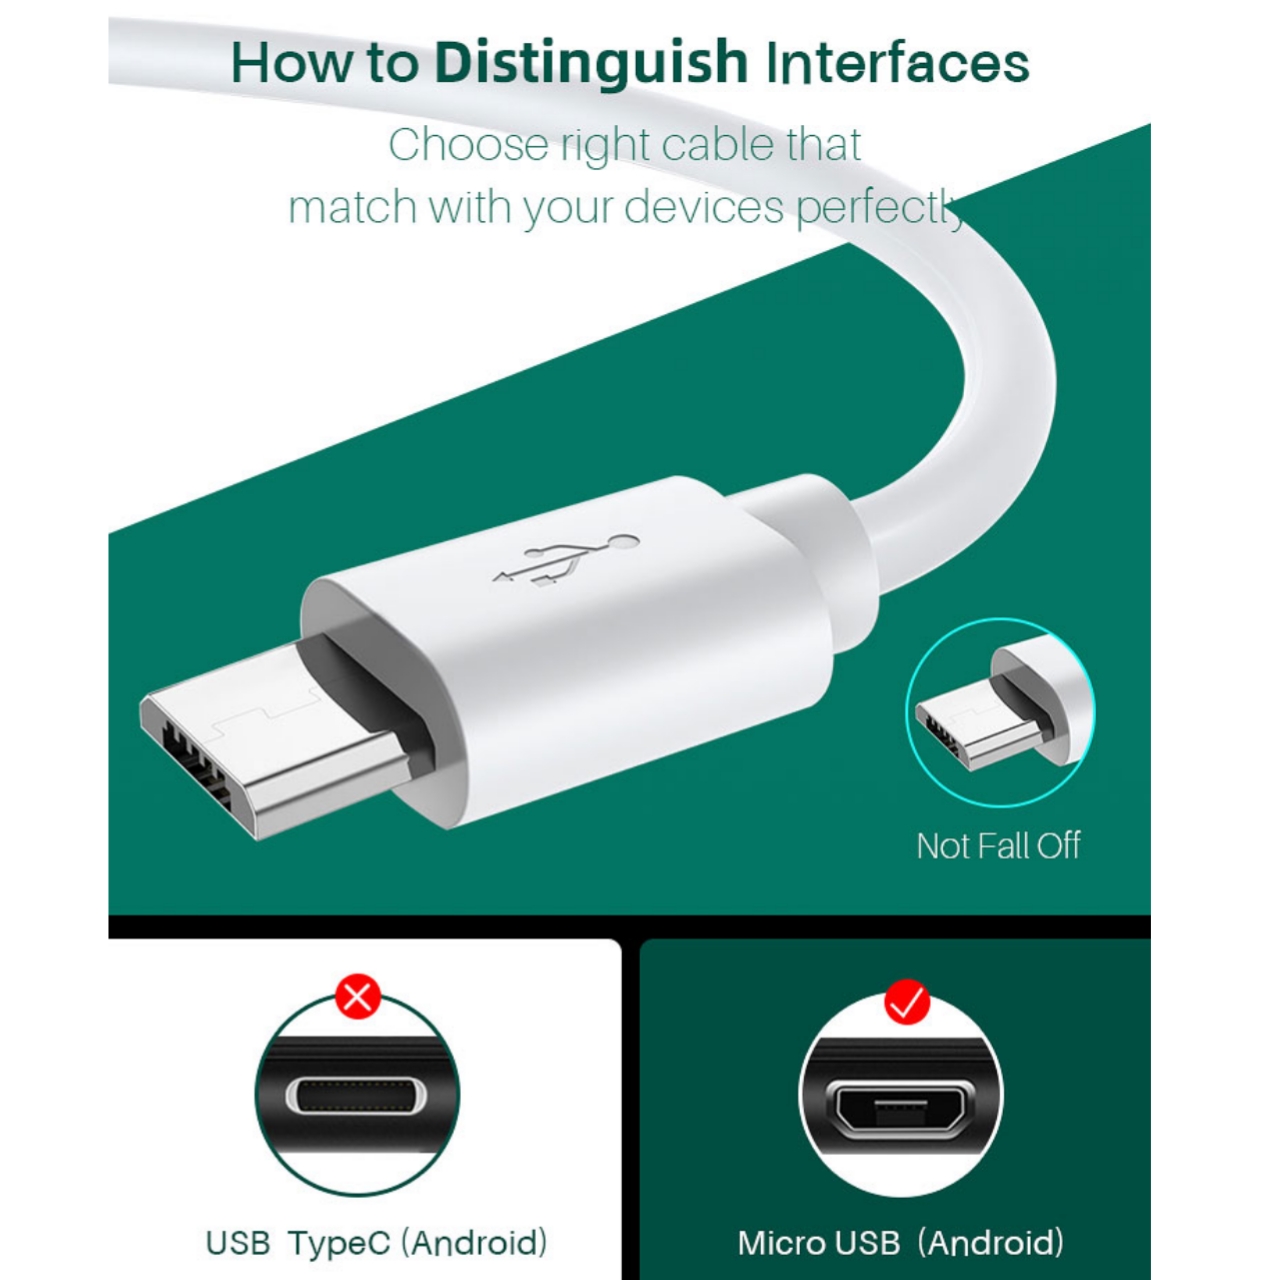 How to Distinguish Interfaces
Choose right cable that
match with your devices perfectly
Not Fall Off
USB TypeC (Android)
Micro USB (Android)